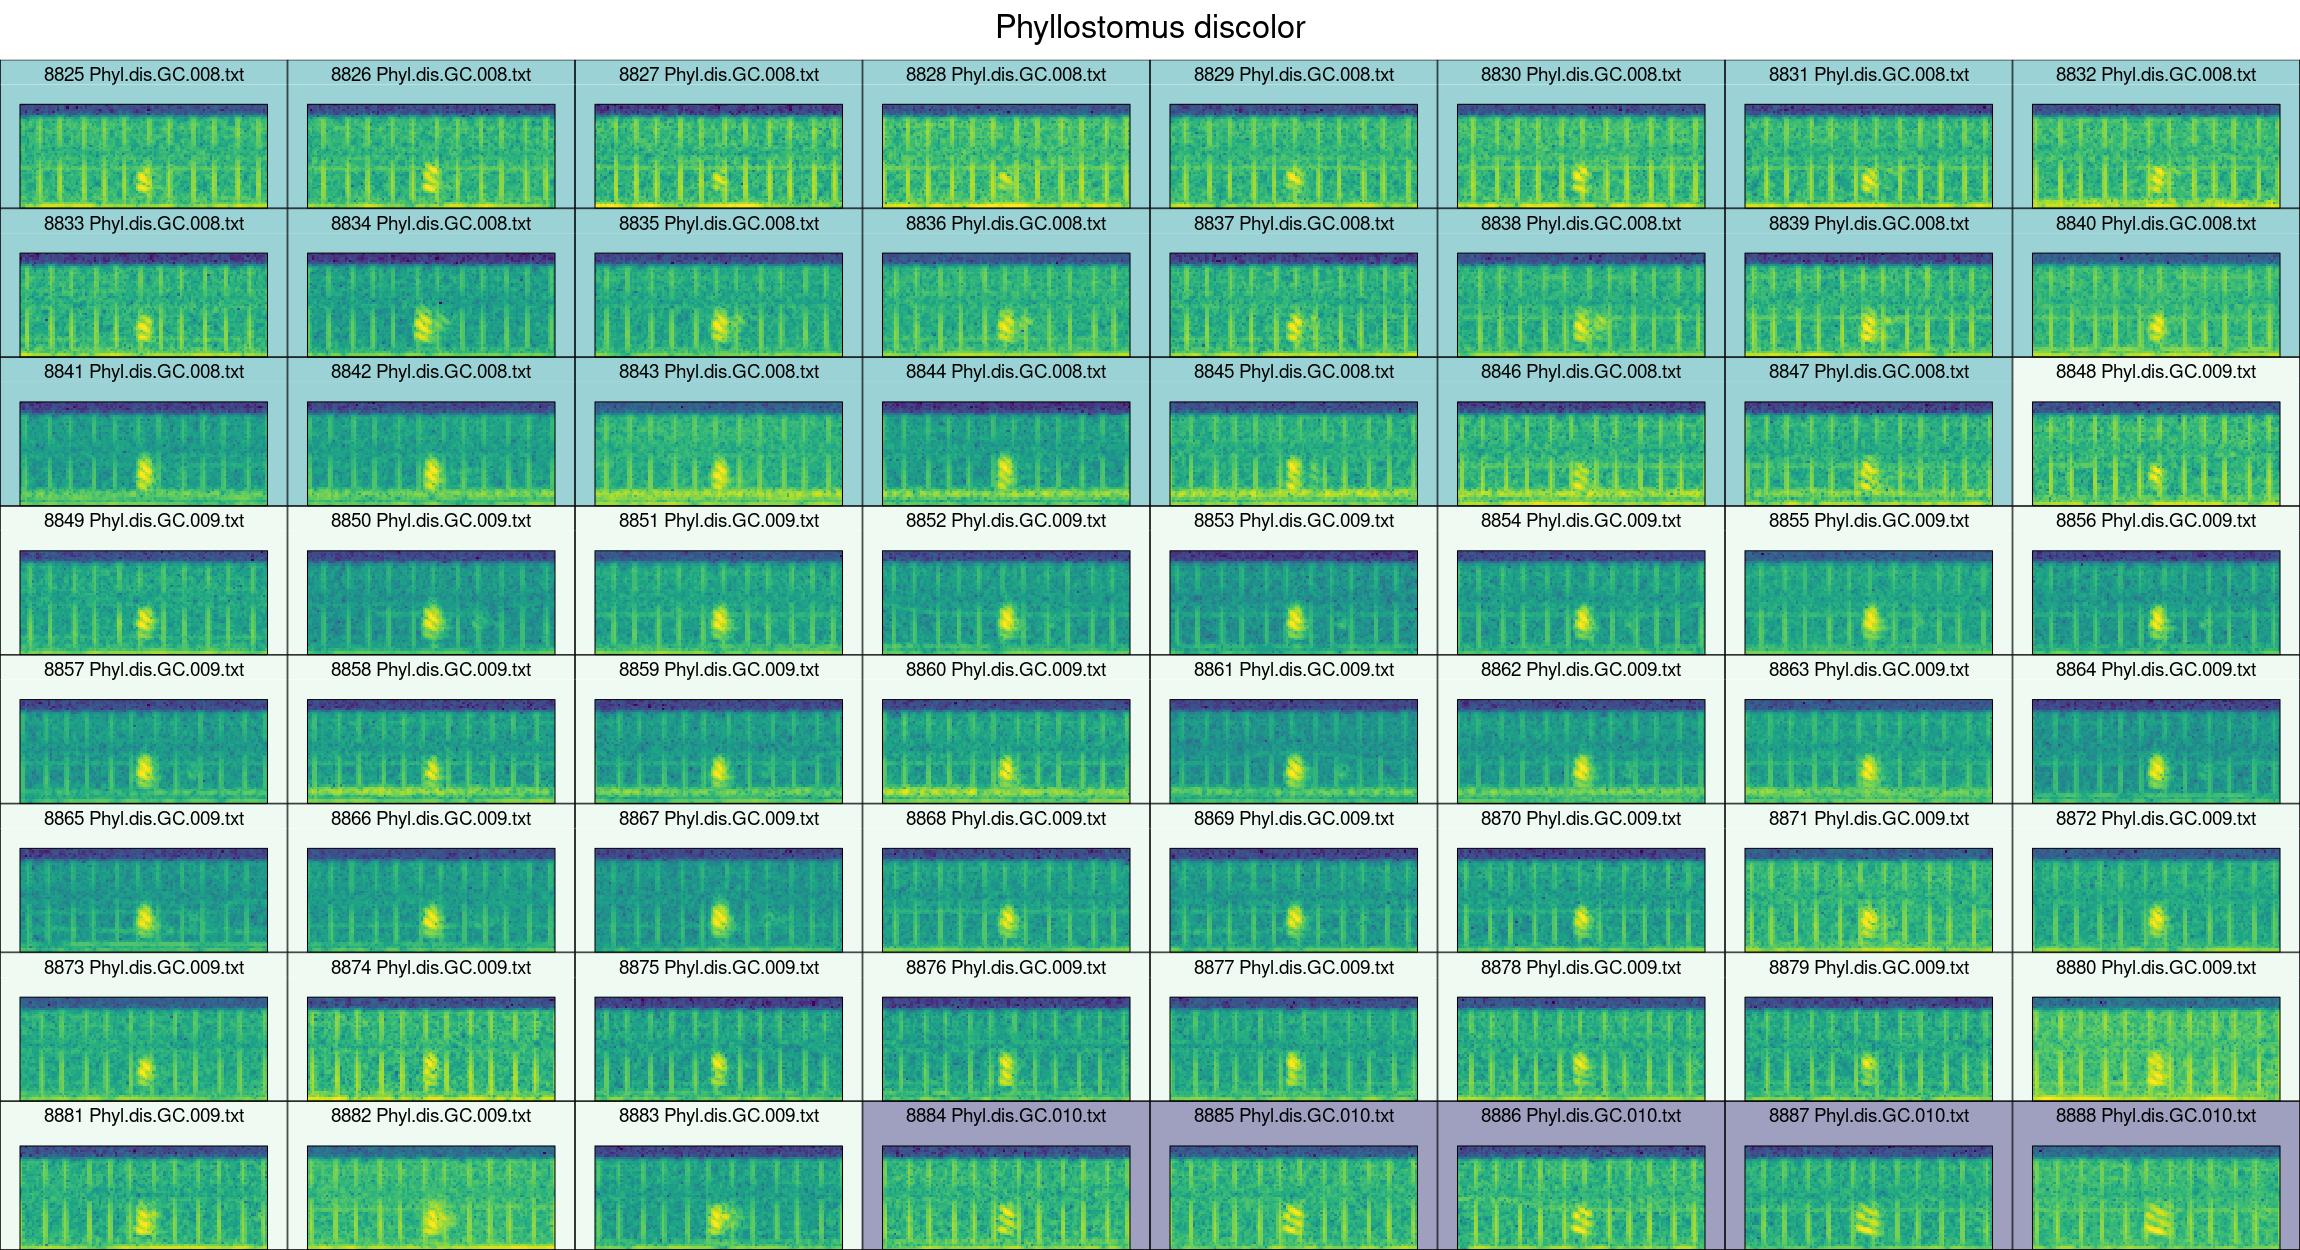 Phyllostomus discolor
8825 Phyl.dis.GC.008.txt 8826 Phyl.dis.GC.008.txt 8827 Phyl.dis.GC.008.txt 8828 Phyl.dis.GC.008.txt 8829 Phyl.dis.GC.008.txt 8830 Phyl.dis.GC.008.txt 8831 Phyl.dis.GC.008.txt 8832 Phyl.dis.GC.008.txt
8833 Phyl.dis.GC.008.txt 8834 Phyl.dis.GC.008.txt 8835 Phyl.dis.GC.008.txt 8836 Phyl.dis.GC.008.txt 8837 Phyl.dis.GC.008.txt 8838 Phyl.dis.GC.008.txt 8839 Phyl.dis.GC.008.txt 8840 Phyl.dis.GC.008.txt
8841 Phyl.dis.GC.008.txt 8842 Phyl.dis.GC.008.txt 8843 Phyl.dis.GC.008.txt 8844 Phyl.dis.GC.008.txt 8845 Phyl.dis.GC.008.txt 8846 Phyl.dis.GC.008.txt 8847 Phyl.dis.GC.008.txt 8848 Phyl.dis.GC.009.txt
8849 Phyl.dis.GC.009.txt 8850 Phyl.dis.GC.009.txt 8851 Phyl.dis.GC.009.txt 8852 Phyl.dis.GC.009.txt 8853 Phyl.dis.GC.009.txt 8854 Phyl.dis.GC.009.txt 8855 Phyl.dis.GC.009.txt 8856 Phyl.dis.GC.009.txt
8857 Phyl.dis.GC.009.txt 8858 Phyl.dis.GC.009.txt 8859 Phyl.dis.GC.009.txt 8860 Phyl.dis.GC.009.txt 8861 Phyl.dis.GC.009.txt 8862 Phyl.dis.GC.009.txt 8863 Phyl.dis.GC.009.txt 8864 Phyl.dis.GC.009.txt
8865 Phyl.dis.GC.009.txt 8866 Phyl.dis.GC.009.txt 8867 Phyl.dis.GC.009.txt 8868 Phyl.dis.GC.009.txt 8869 Phyl.dis.GC.009.txt 8870 Phyl.dis.GC.009.txt 8871 Phyl.dis.GC.009.txt 8872 Phyl.dis.GC.009.txt
8873 Phyl.dis.GC.009.txt 8874 Phyl.dis.GC.009.txt 8875 Phyl.dis.GC.009.txt 8876 Phyl.dis.GC.009.txt 8877 Phyl.dis.GC.009.txt 8878 Phyl.dis.GC.009.txt 8879 Phyl.dis.GC.009.txt 8880 Phyl.dis.GC.009.txt
8881 Phyl.dis.GC.009.txt 8882 Phyl.dis.GC.009.txt 8883 Phyl.dis.GC.009.txt 8884 Phyl.dis.GC.010.txt 8885 Phyl.dis.GC.010.txt 8886 Phyl.dis.GC.010.txt 8887 Phyl.dis.GC.010.txt 8888 Phyl.dis.GC.010.txt